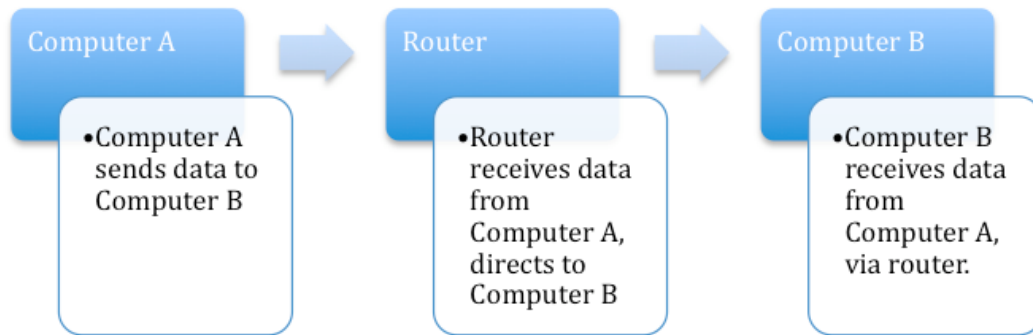 Computer A
•Computer A
sends data to
Computer B
Router
•Router
receives data
from
Computer A,
directs to
Computer B
Computer B
•Computer B
receives data
from
Computer A,
via router.